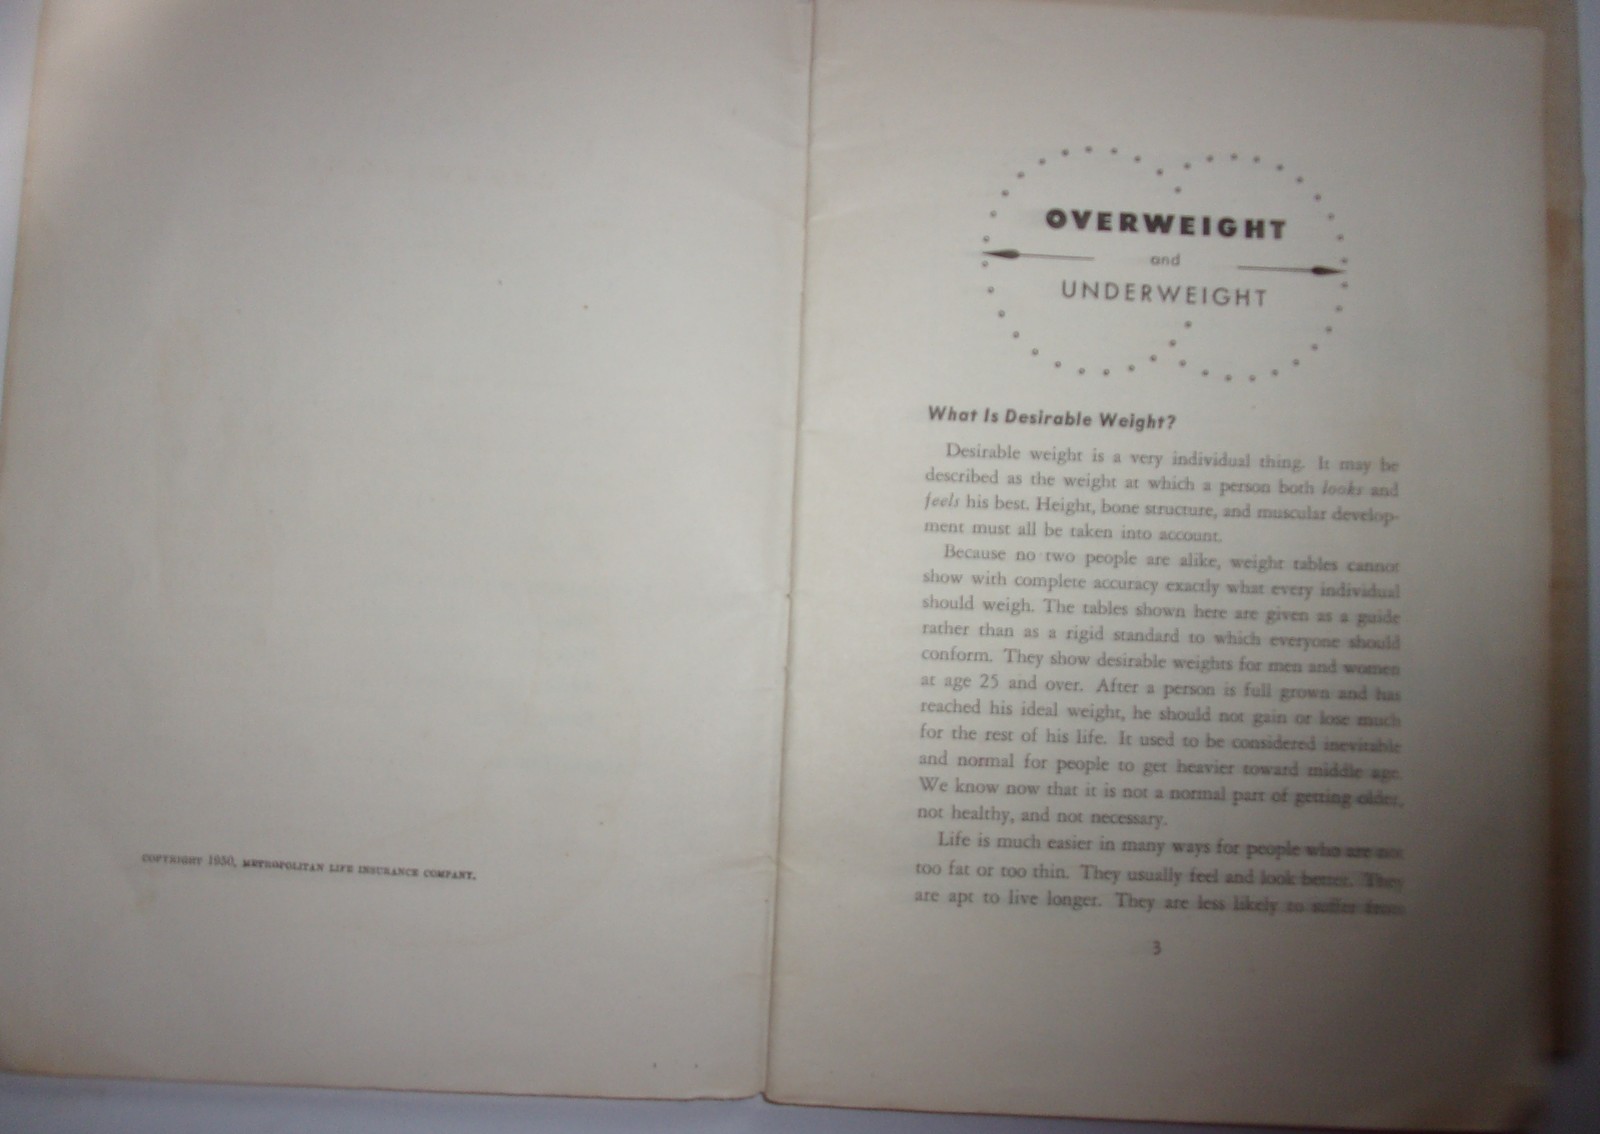 COPYRIGHT 1950, METROPOLITAN LIFE INSURANCE COMPANY.
OVERWEIGHT
and
UNDERWEIGHT
What Is Desirable Weight?
Desirable weight is a very individual thing. It may be
described as the weight at which a person both looks and
feels his best. Height, bone structure, and muscular develop-
ment must all be taken into account.
Because no two people are alike, weight tables cannot
show with complete accuracy exactly what every individual
should weigh. The tables shown here are given as a guide
rather than as a rigid standard to which everyone should
conform. They show desirable weights for men and women
at age 25 and over. After a person is full grown and has
reached his ideal weight, he should not gain or lose much
for the rest of his life. It used to be considered inevitable
and normal for people to get heavier toward middle age.
We know now that it is not a normal part of getting older,
not healthy, and not necessary.
Life is much easier in many ways for people who are not
too fat or too thin. They usually feel and look better. They
are apt to live longer. They are less likely to suffer from
3